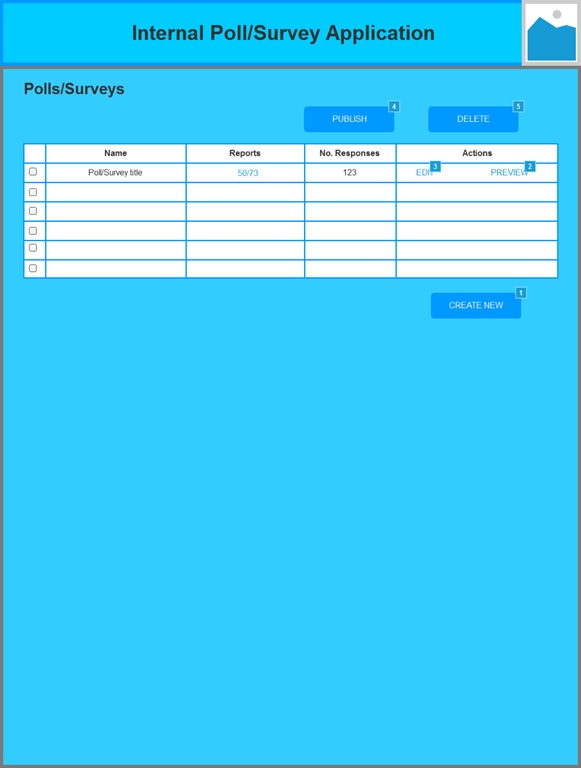 Internal Poll/Survey Application
Polls/Surveys
4
5
PUBLISH
DELETE
Name Reports No. Responses Actions
3
2
Poll/Survey title 50/73 123 EDIT PREVIEW
1
CREATE NEW